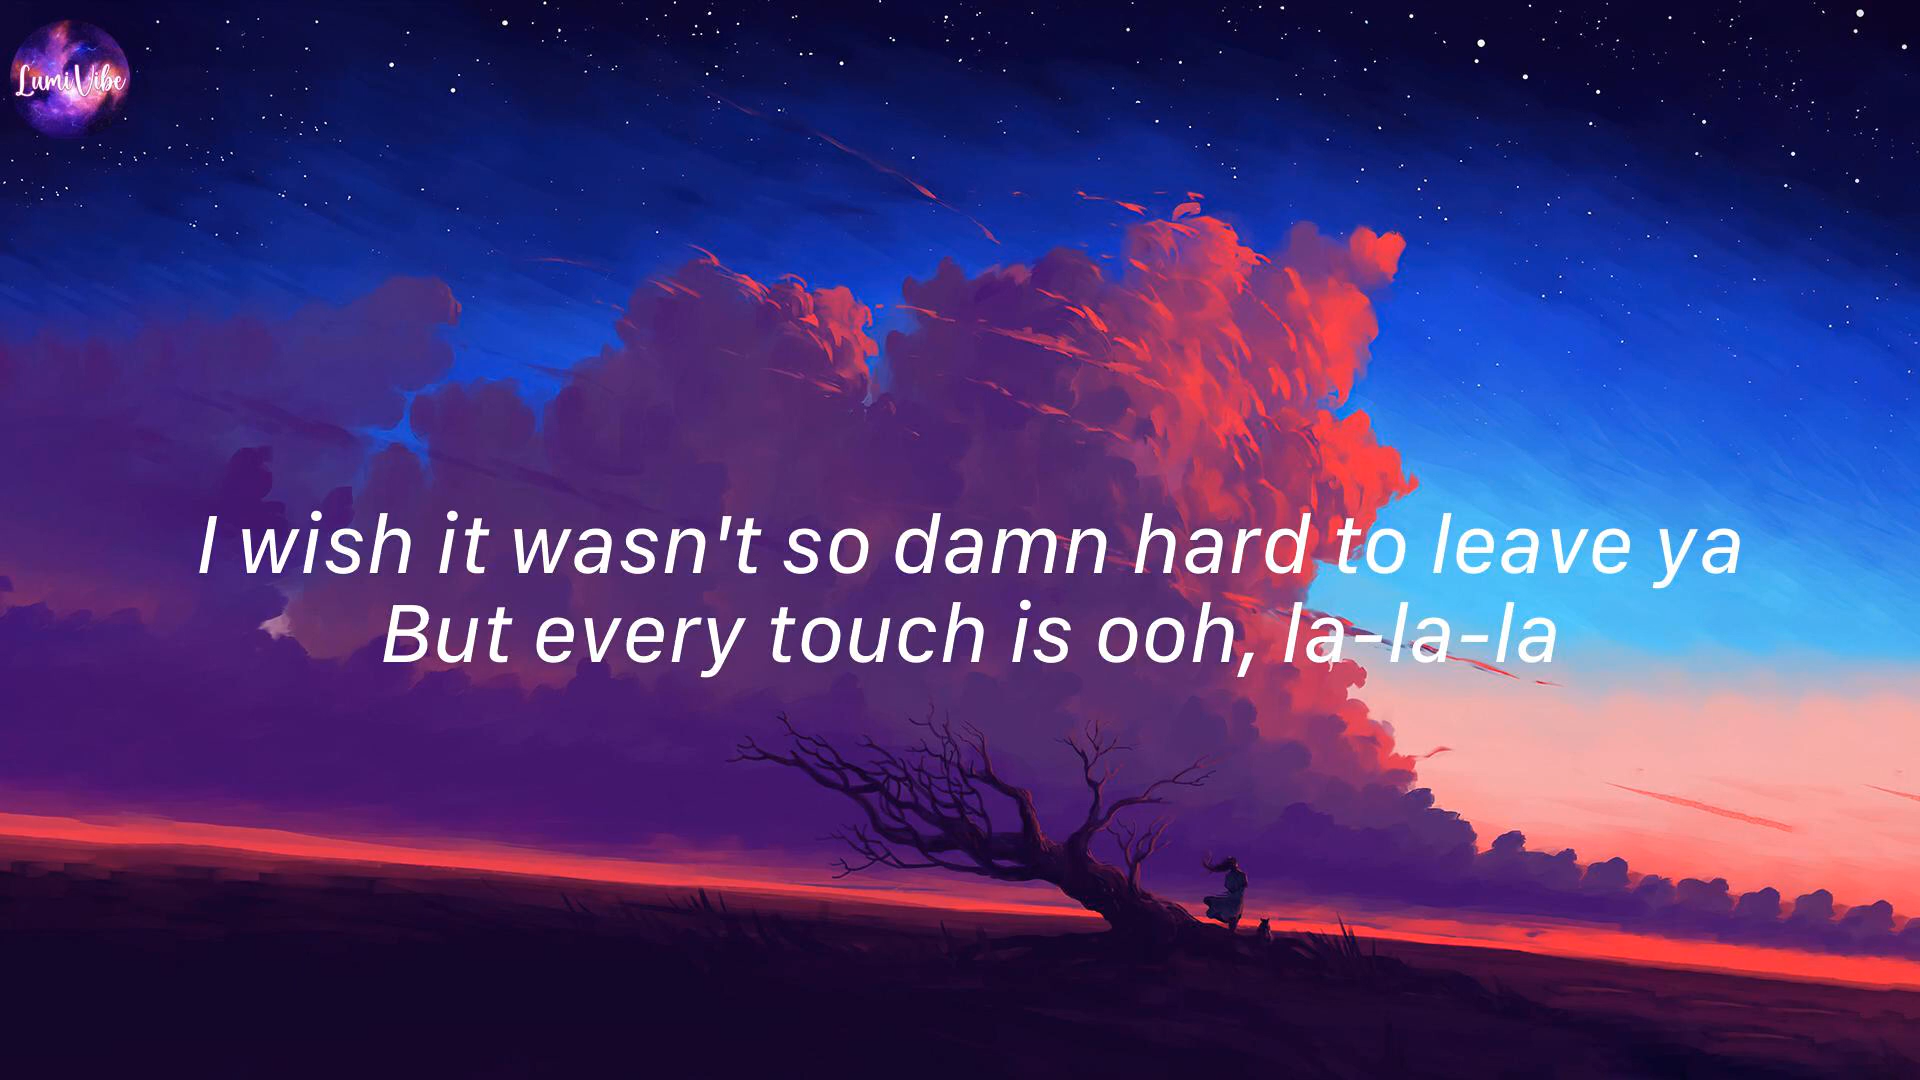 LumiVibe
I wish it wasn't so damn hard to leave ya
But every touch is ooh, la-la-la